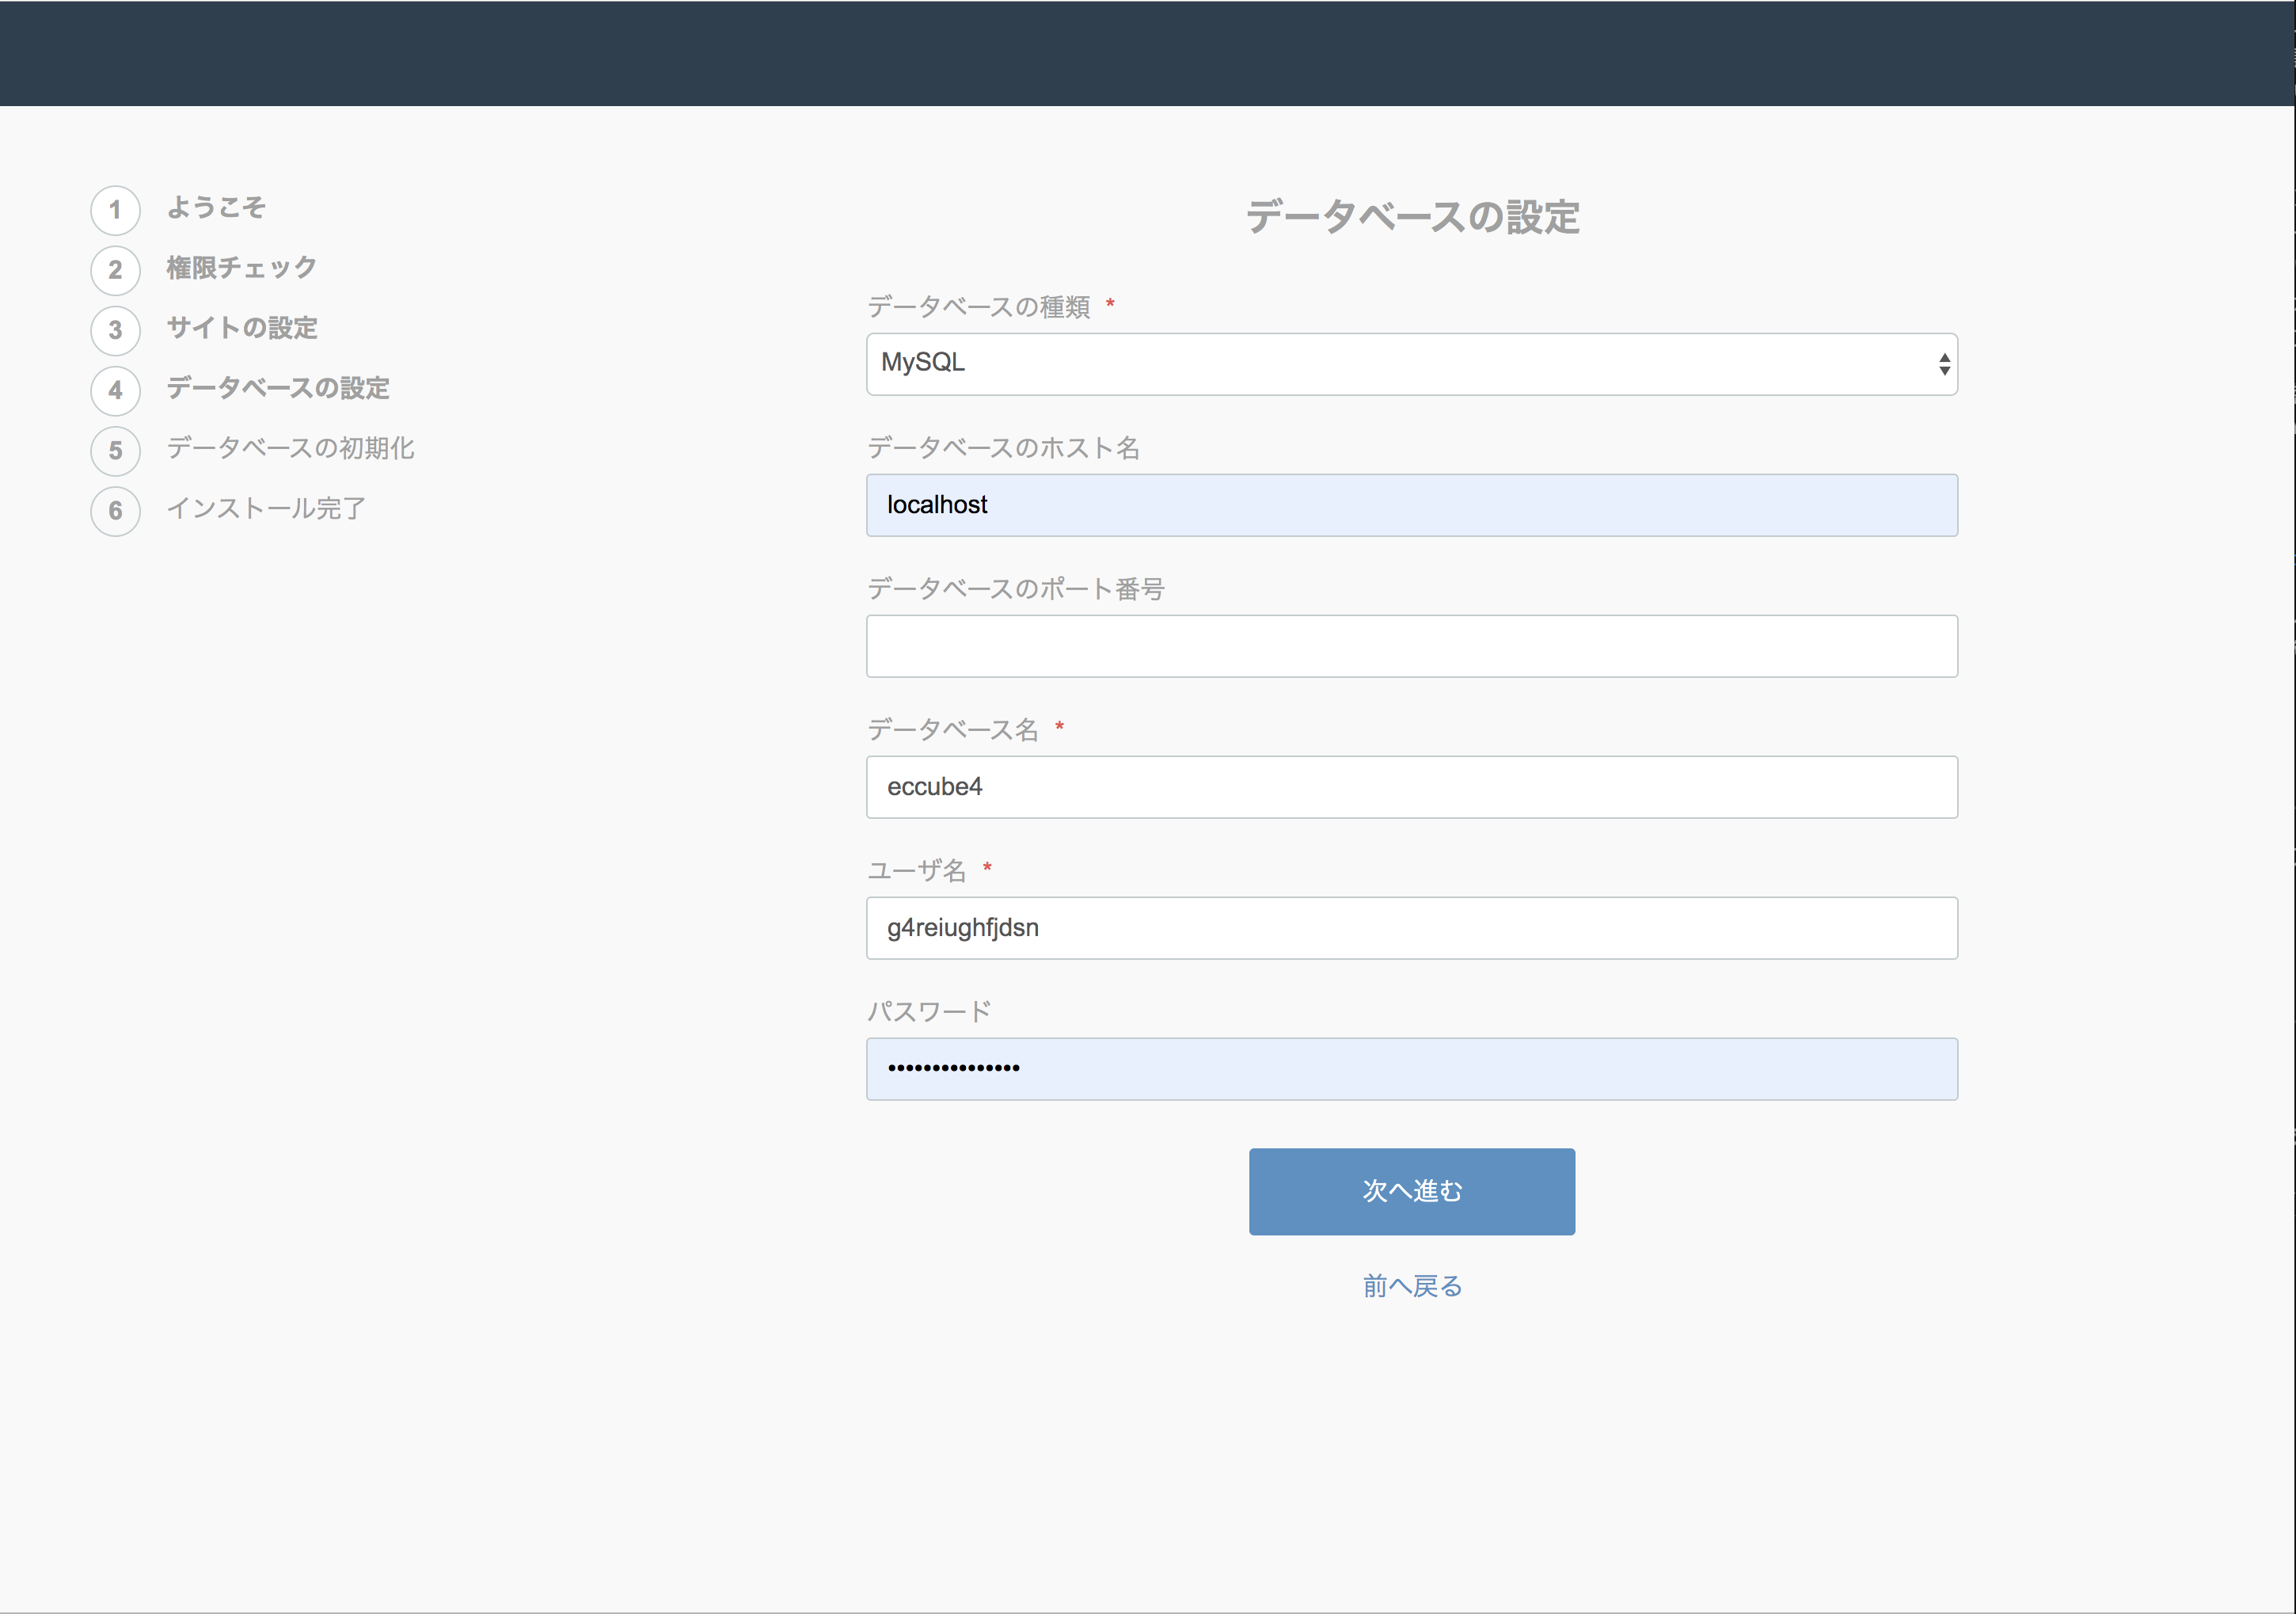 1 ようこそ
2 権限チェック
3 サイトの設定
4 データベースの設定
5 データベースの初期化
6 インストール完了
データベースの設定
データベースの種類 *
MySQL
データベースのホスト名
localhost
データベースのポート番号
データベース名 *
eccube4
ユーザ名 *
g4reiughfjdsn
パスワード
•••••••••••••••
次へ進む
前へ戻る